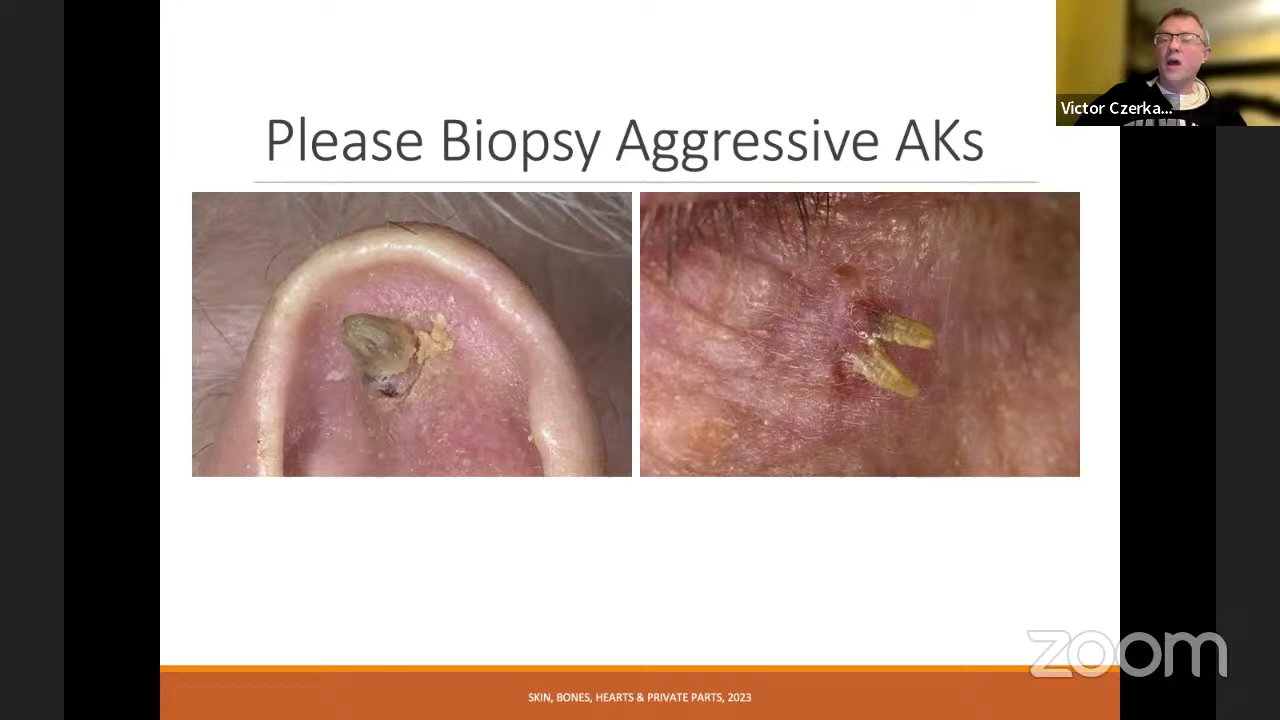 Victor Czerka...
Please Biopsy Aggressive AKs
zoom
SKIN, BONES, HEARTS & PRIVATE PARTS, 2023